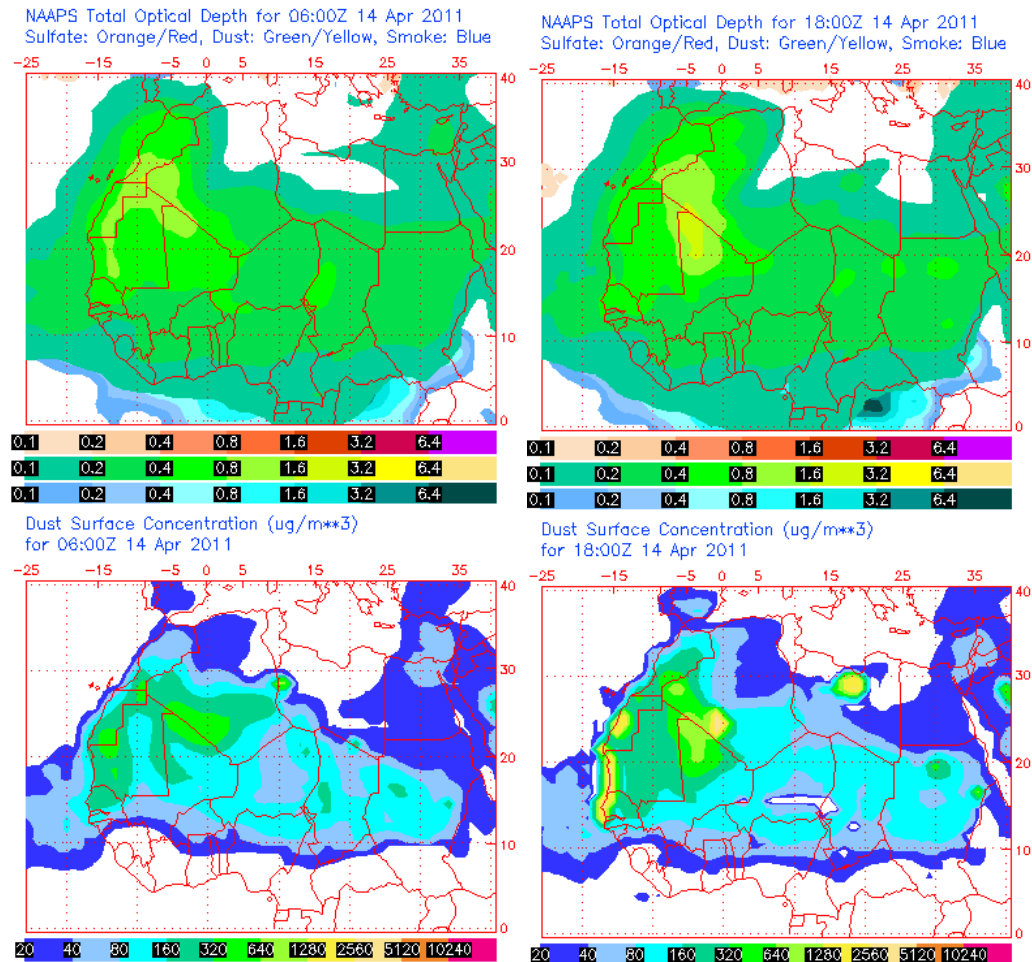 NAAPS Total Optical Depth for 06:00Z 14 Apr 2011
Sulfate: Orange/Red, Dust: Green/Yellow, Smoke: Blue
-25 -15 -5 0 5 15 25 35
40
30
20
10
0
0.1 0.2 0.4 0.8 1.6 3.2 6.4
0.1 0.2 0.4 0.8 1.6 3.2 6.4
0.1 0.2 0.4 0.8 1.6 3.2 6.4
NAAPS Total Optical Depth for 18:00Z 14 Apr 2011
Sulfate: Orange/Red, Dust: Green/Yellow, Smoke: Blue
-25 -15 -5 0 5 15 25 35
40
30
20
10
0
0.1 0.2 0.4 0.8 1.6 3.2 6.4
0.1 0.2 0.4 0.8 1.6 3.2 6.4
0.1 0.2 0.4 0.8 1.6 3.2 6.4
Dust Surface Concentration (ug/m**3)
for 06:00Z 14 Apr 2011
-25 -15 -5 0 5 15 25 35
40
30
20
10
0
20 40 80 160 320 640 1280 2560 5120 10240
Dust Surface Concentration (ug/m**3)
for 18:00Z 14 Apr 2011
-25 -15 -5 0 5 15 25 35
40
30
20
10
0
20 40 80 160 320 640 1280 2560 5120 10240